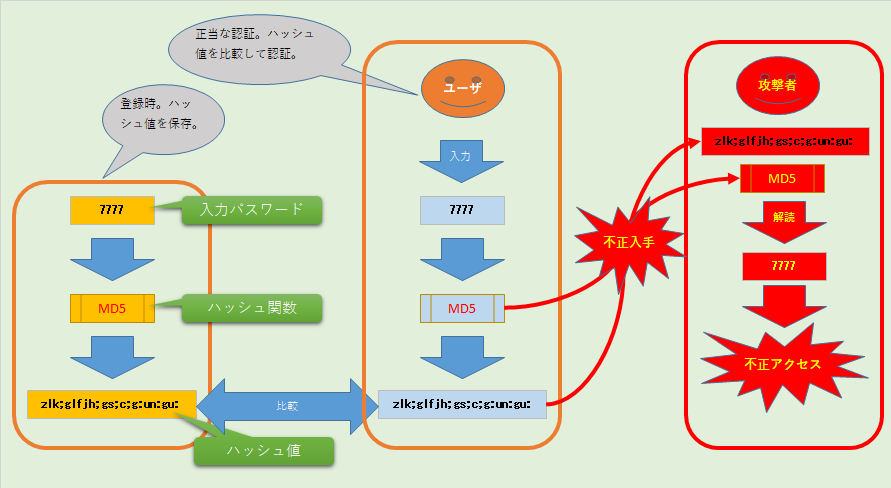 正当な認証。ハッシュ
値を比較して認証。
登録時。ハッ
シュ値を保存。
7777
入力パスワード
MD5
ハッシュ関数
zlk;glfjh;gs;c;g:un:gu:
ハッシュ値
比較
ユーザ
入力
7777
MD5
zlk;glfjh;gs;c;g:un:gu:
不正入手
攻撃者
zlk;glfjh;gs;c;g:un:gu:
MD5
解読
7777
不正アクセス